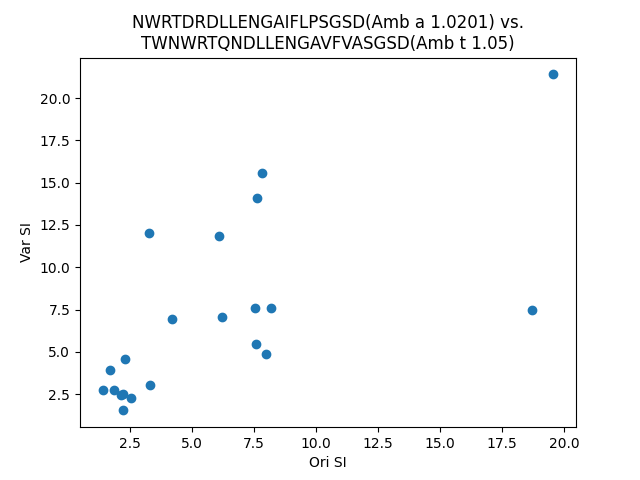 NWRTDRDLLENGAIFLPSGSD(Amb a 1.0201) vs.
TWNWRTQNDLLENGAVFVASGSD(Amb t 1.05)
20.0
17.5
15.0
12.5
10.0
7.5
5.0
2.5
Var SI
2.5 5.0 7.5 10.0 12.5 15.0 17.5 20.0
Ori SI